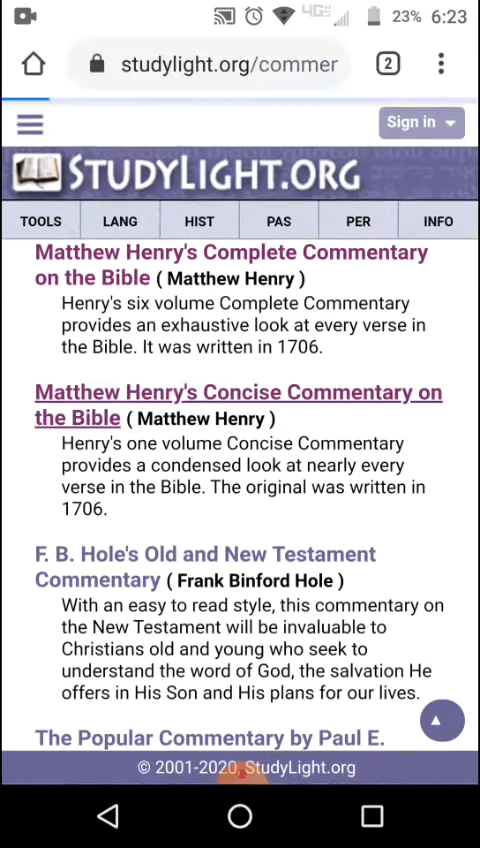 4GE 23% 6:23
studylight.org/commer 2
Sign in
STUDYLIGHT.ORG
TOOLS LANG HIST PAS PER INFO
Matthew Henry's Complete Commentary
on the Bible ( Matthew Henry )
Henry's six volume Complete Commentary
provides an exhaustive look at every verse in
the Bible. It was written in 1706.
Matthew Henry's Concise Commentary on
the Bible ( Matthew Henry )
Henry's one volume Concise Commentary
provides a condensed look at nearly every
verse in the Bible. The original was written in
1706.
F. B. Hole's Old and New Testament
Commentary ( Frank Binford Hole )
With an easy to read style, this commentary on
the New Testament will be invaluable to
Christians old and young who seek to
understand the word of God, the salvation He
offers in His Son and His plans for our lives.
The Popular Commentary by Paul E.
© 2001-2020, StudyLight.org